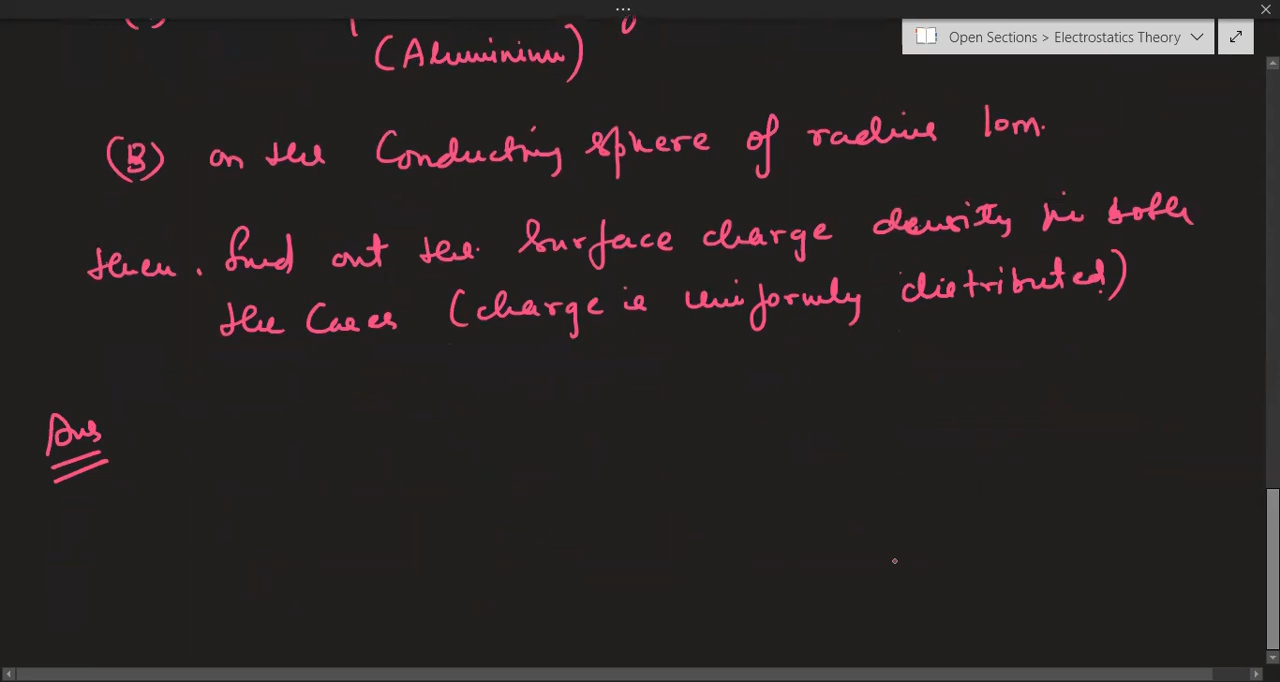 Open Sections > Electrostatics Theory
(Aluminium)
(B) on the Conducting sphere of radius 10m.
then. find out the surface charge density in both
the Cases (charge is uniformly distributed)
Ans